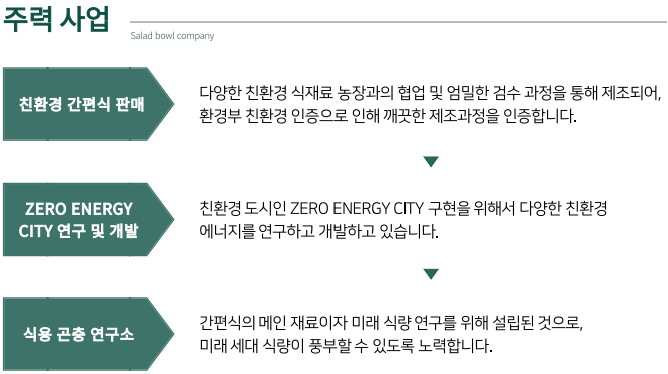 주력 사업
Salad bowl company
친환경 간편식 판매
다양한 친환경 식재료 농장과의 협업 및 엄밀한 검수 과정을 통해 제조되어,
환경부 친환경 인증으로 인해 깨끗한 제조과정을 인증합니다.
ZERO ENERGY
CITY 연구 및 개발
친환경 도시인 ZERO ENERGY CITY 구현을 위해서 다양한 친환경
에너지를 연구하고 개발하고 있습니다.
식용 곤충 연구소
간편식의 메인 재료이자 미래 식량 연구를 위해 설립된 것으로,
미래 세대 식량이 풍부할 수 있도록 노력합니다.